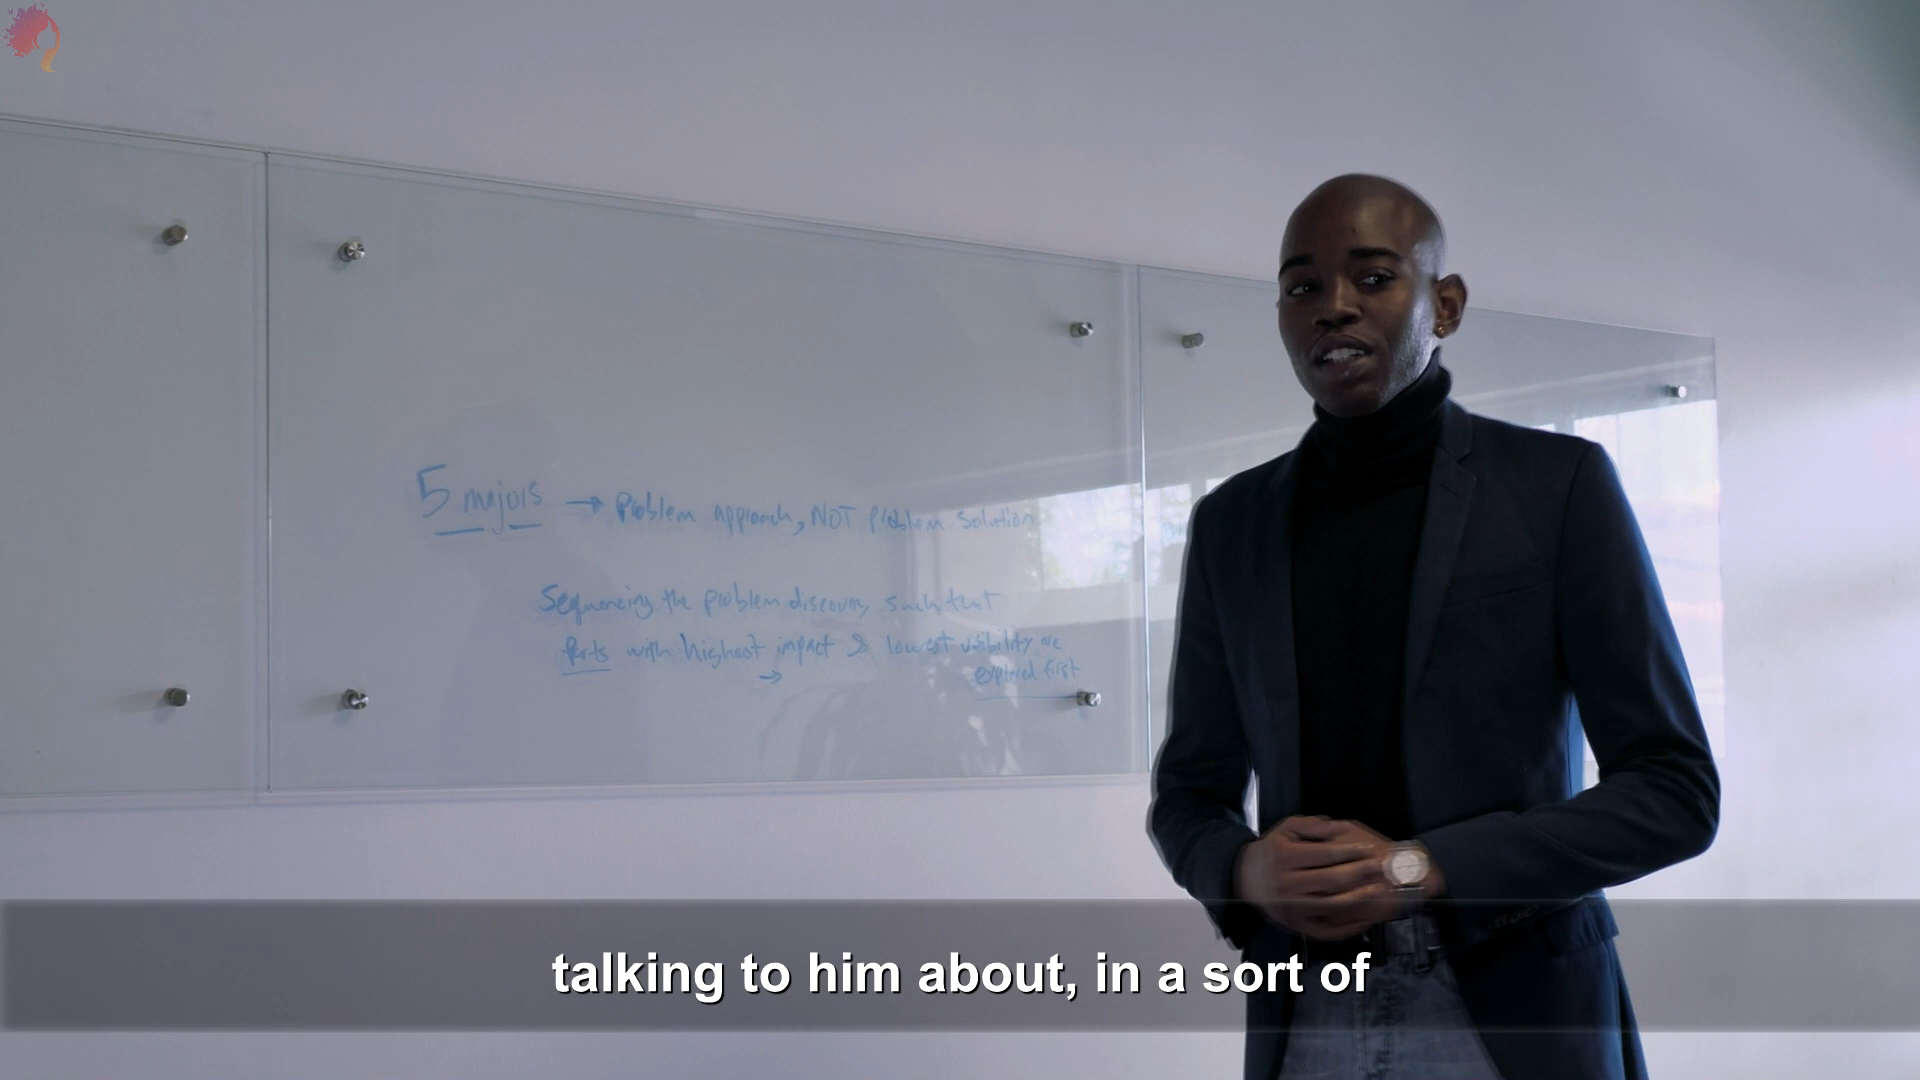 5 majors → Problem approach, NOT Problem Solution
Sequencing the problem discovery such that
Parts with highest impact & lowest visibility are
→ explored first
talking to him about, in a sort of